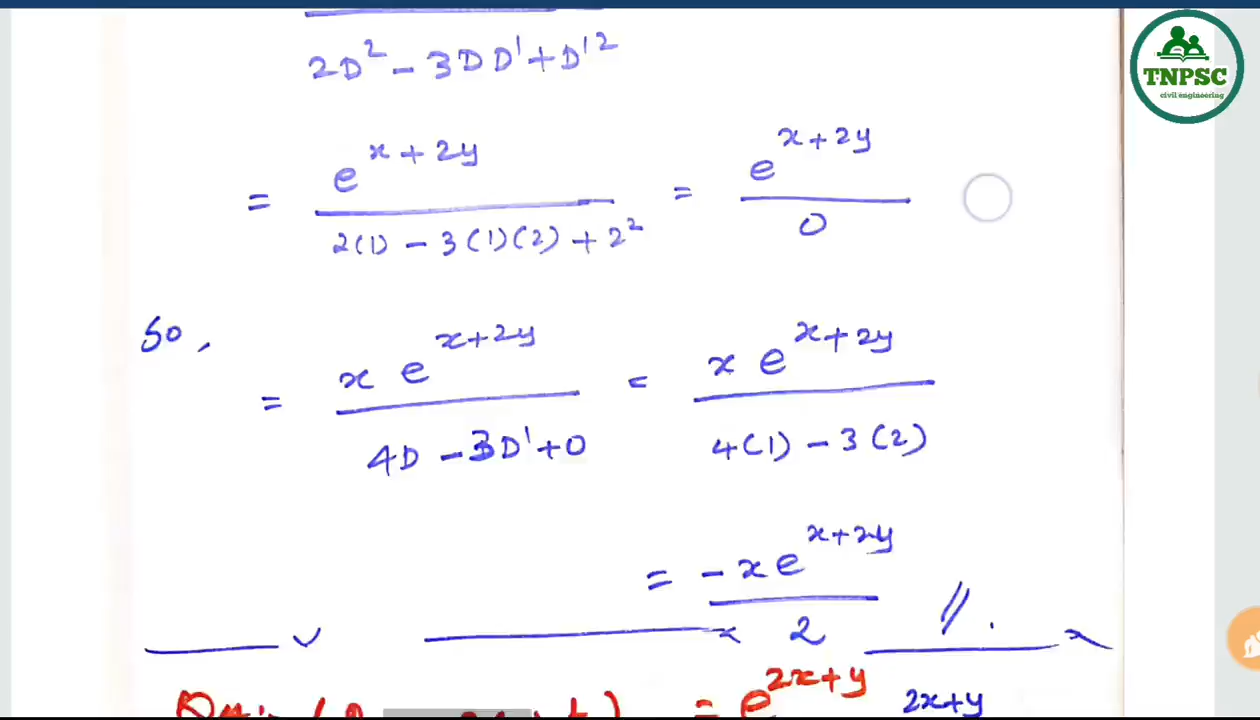 2D² - 3DD' + D'²
TNPSC
civil engineering
= e^{x+2y} / 2(1) - 3(1)(2) + 2² = e^{x+2y} / 0
So,
= x e^{x+2y} / 4D - 3D' + 0 = x e^{x+2y} / 4(1) - 3(2)
= -x e^{x+2y} / 2 //.
= e^{2x+y} 2x+y